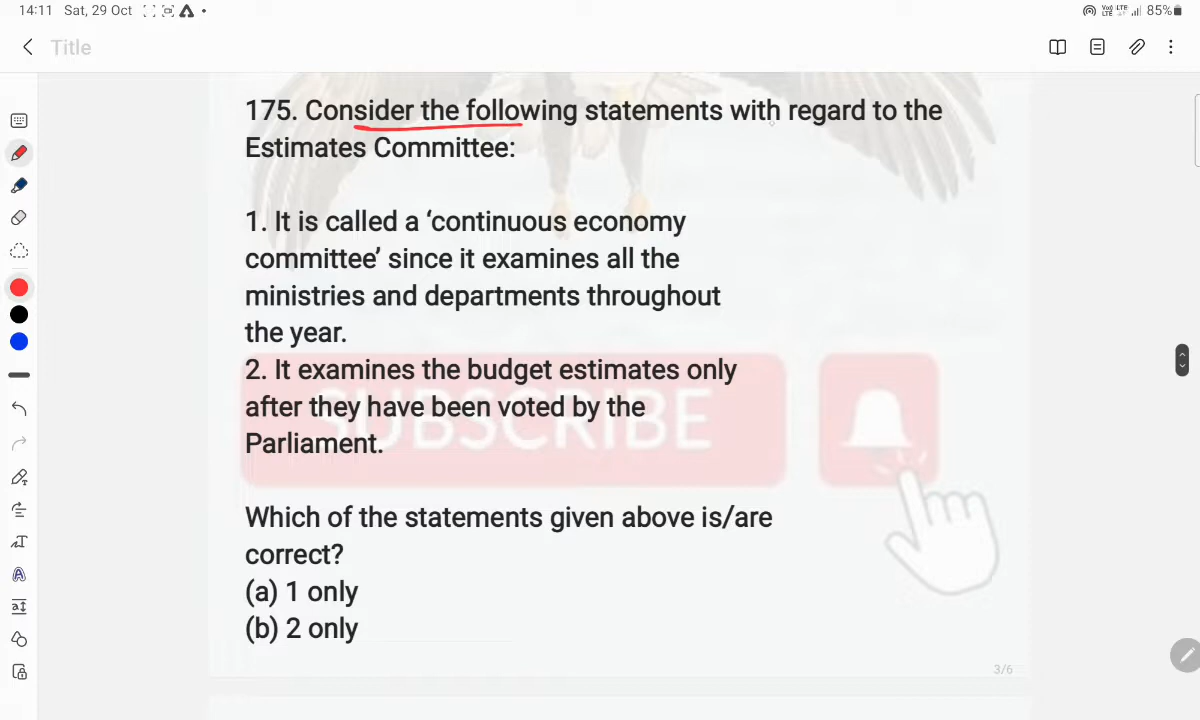 14:11 Sat, 29 Oct
85%
Title
175. Consider the following statements with regard to the
Estimates Committee:
1. It is called a ‘continuous economy
committee’ since it examines all the
ministries and departments throughout
the year.
2. It examines the budget estimates only
after they have been voted by the
Parliament.
SUBSCRIBE
Which of the statements given above is/are
correct?
(a) 1 only
(b) 2 only
3/6